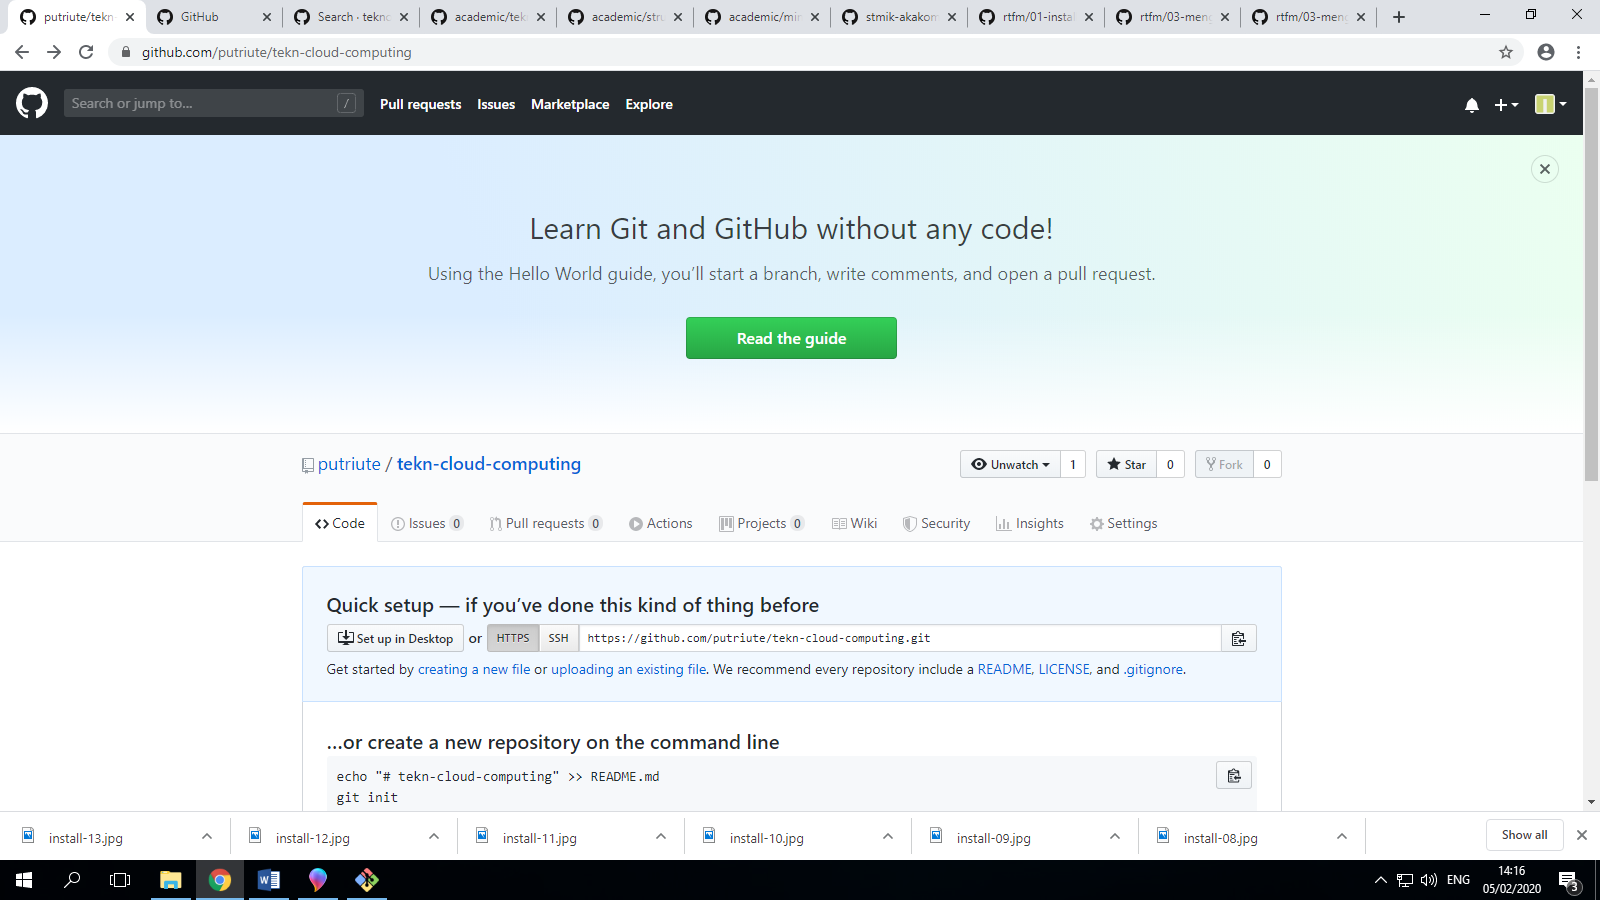 putriute/tekn-
GitHub
Search · tekno
academic/tekn
academic/stru
academic/min
stmik-akakom
rtfm/01-instal
rtfm/03-meng
rtfm/03-meng
github.com/putriute/tekn-cloud-computing
Search or jump to...
/
Pull requests
Issues
Marketplace
Explore
Learn Git and GitHub without any code!
Using the Hello World guide, you’ll start a branch, write comments, and open a pull request.
Read the guide
putriute / tekn-cloud-computing
Unwatch 1
Star 0
Fork 0
Code
Issues 0
Pull requests 0
Actions
Projects 0
Wiki
Security
Insights
Settings
Quick setup — if you’ve done this kind of thing before
Set up in Desktop or HTTPS SSH https://github.com/putriute/tekn-cloud-computing.git
Get started by creating a new file or uploading an existing file. We recommend every repository include a README, LICENSE, and .gitignore.
…or create a new repository on the command line
echo "# tekn-cloud-computing" >> README.md
git init
install-13.jpg
install-12.jpg
install-11.jpg
install-10.jpg
install-09.jpg
install-08.jpg
Show all
ENG
14:16
05/02/2020
3